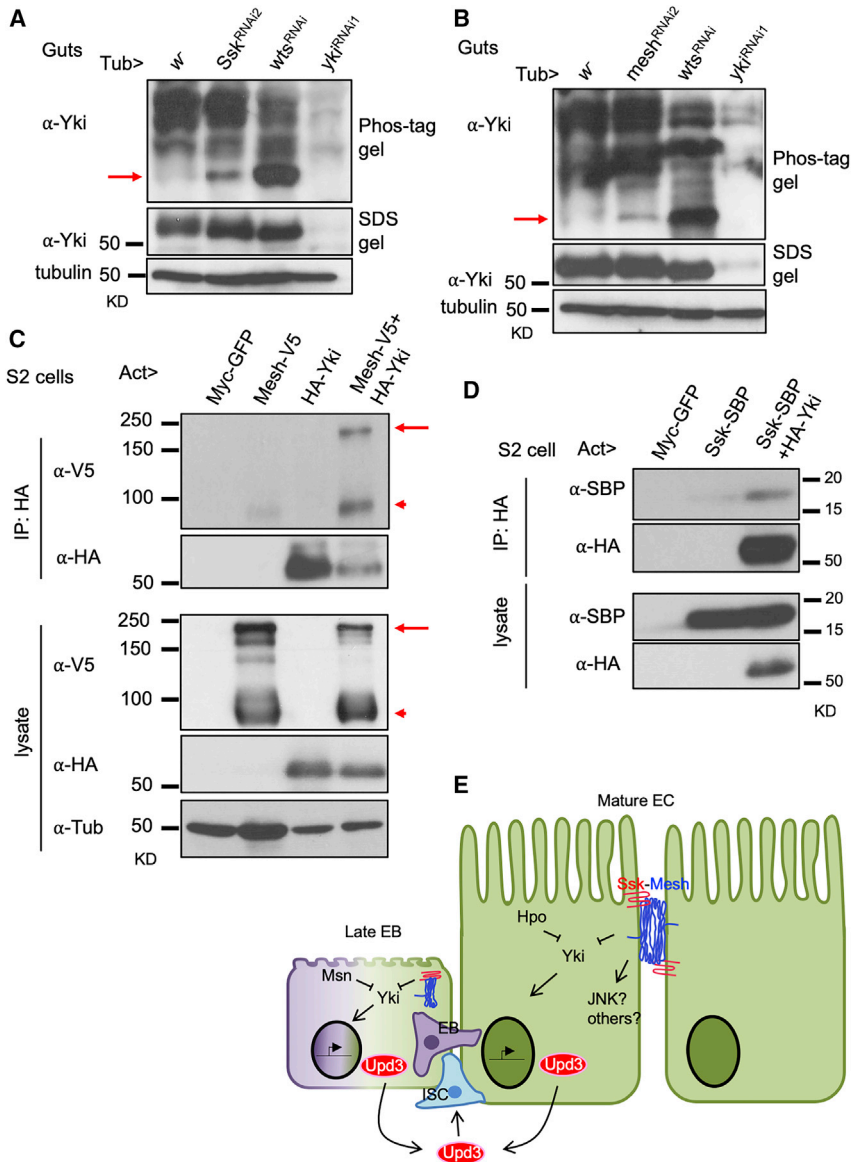 A
Guts
Tub>
w-
Ssk RNAi2
wts RNAi
yki RNAi1
α-Yki
Phos-tag
gel
α-Yki
50
SDS
gel
tubulin
50
KD
B
Guts
Tub>
w-
mesh RNAi2
wts RNAi
yki RNAi1
α-Yki
Phos-tag
gel
α-Yki
50
SDS
gel
tubulin
50
KD
C
S2 cells
Act>
Myc-GFP
Mesh-V5
HA-Yki
Mesh-V5+
HA-Yki
IP: HA
α-V5
250
150
100
α-HA
50
lysate
α-V5
250
150
100
α-HA
50
α-Tub
50
KD
D
S2 cell
Act>
Myc-GFP
Ssk-SBP
Ssk-SBP
+HA-Yki
IP: HA
α-SBP
20
15
α-HA
50
lysate
α-SBP
20
15
α-HA
50
KD
E
Mature EC
Ssk-Mesh
Hpo
Yki
JNK?
others?
Late EB
Msn
Yki
EB
Upd3
Upd3
ISC
Upd3